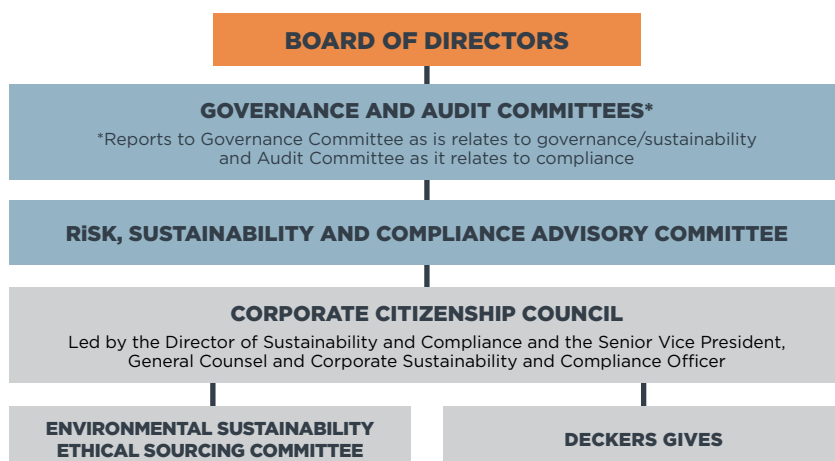 BOARD OF DIRECTORS
GOVERNANCE AND AUDIT COMMITTEES*
*Reports to Governance Committee as is relates to governance/sustainability
and Audit Committee as it relates to compliance
RiSK, SUSTAINABILITY AND COMPLIANCE ADVISORY COMMITTEE
CORPORATE CITIZENSHIP COUNCIL
Led by the Director of Sustainability and Compliance and the Senior Vice President,
General Counsel and Corporate Sustainability and Compliance Officer
ENVIRONMENTAL SUSTAINABILITY
ETHICAL SOURCING COMMITTEE
DECKERS GIVES